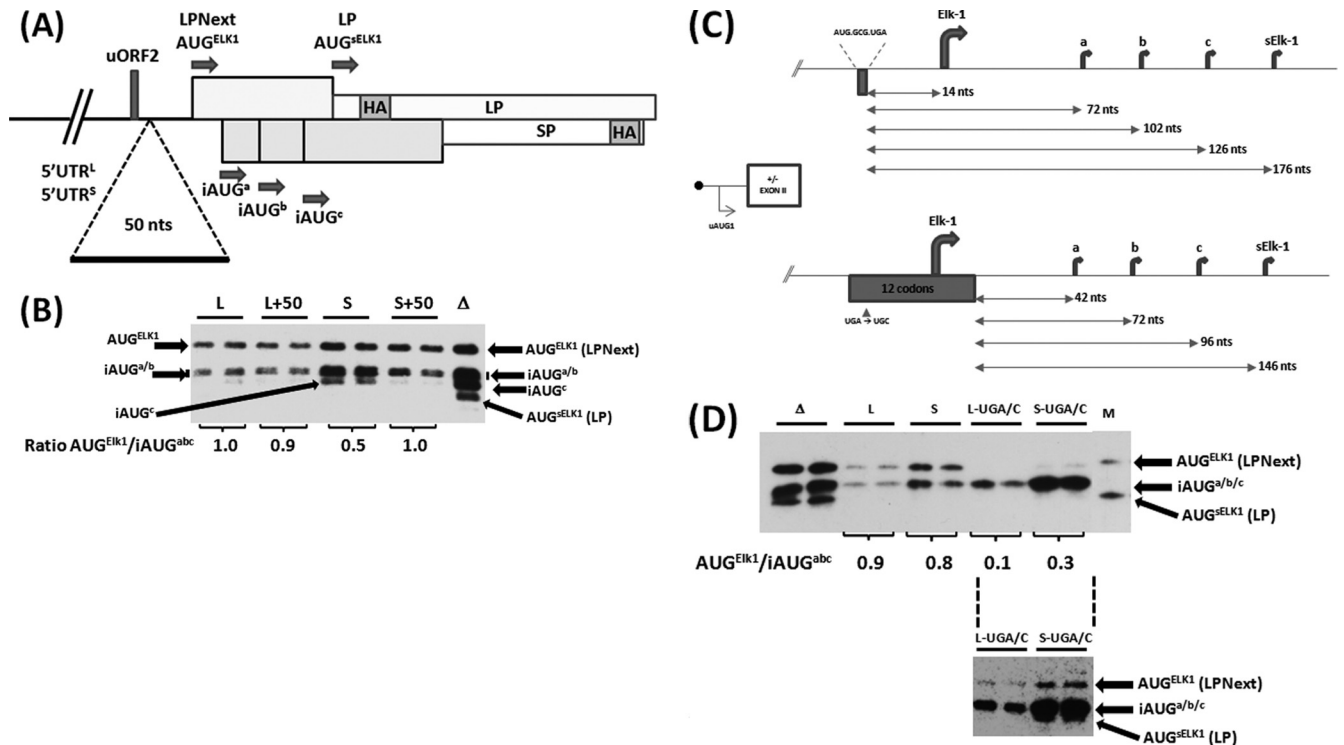 (A)
LPNext
AUG^ELK1
LP
AUG^sELK1
uORF2
HA
LP
SP
HA
5'UTR^L
5'UTR^S
iAUG^a
iAUG^b
iAUG^c
50 nts
(B)
L
L+50
S
S+50
Δ
AUG^ELK1
AUG^ELK1 (LPNext)
iAUG^a/b
iAUG^a/b
iAUG^c
iAUG^c
AUG^sELK1 (LP)
Ratio AUG^Elk1/iAUG^abc
1.0
0.9
0.5
1.0
(C)
Elk-1
AUG.GCG.UGA
a
b
c
sElk-1
14 nts
72 nts
102 nts
126 nts
176 nts
+/-
EXON II
uAUG1
Elk-1
a
b
c
sElk-1
12 codons
UGA → UGC
42 nts
72 nts
96 nts
146 nts
(D)
Δ
L
S
L-UGA/C
S-UGA/C
M
AUG^ELK1 (LPNext)
iAUG^a/b/c
AUG^sELK1 (LP)
AUG^Elk1/iAUG^abc
0.9
0.8
0.1
0.3
L-UGA/C
S-UGA/C
AUG^ELK1 (LPNext)
iAUG^a/b/c
AUG^sELK1 (LP)